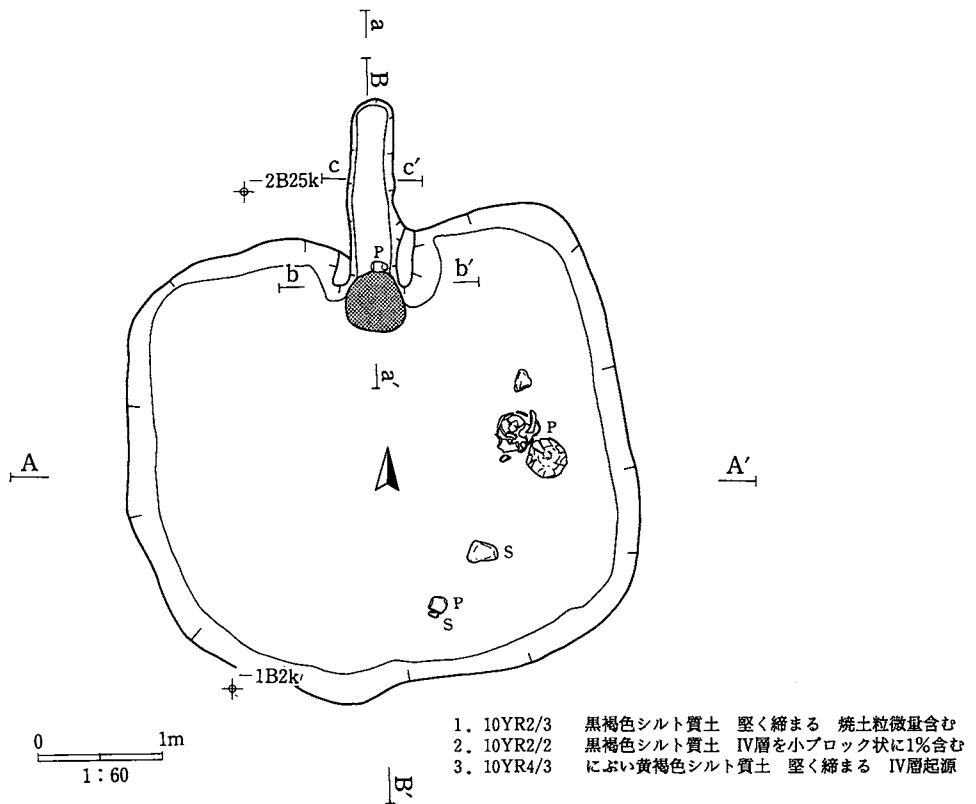 a
B
c c′
-2B25k
P
b b′
a′
P
A A′
S
P
S
-1B2k
0 1m
1:60
B′
1. 10YR2/3 黒褐色シルト質土 堅く締まる 焼土粒微量含む
2. 10YR2/2 黒褐色シルト質土 IV層を小ブロック状に1%含む
3. 10YR4/3 にぶい黄褐色シルト質土 堅く締まる IV層起源